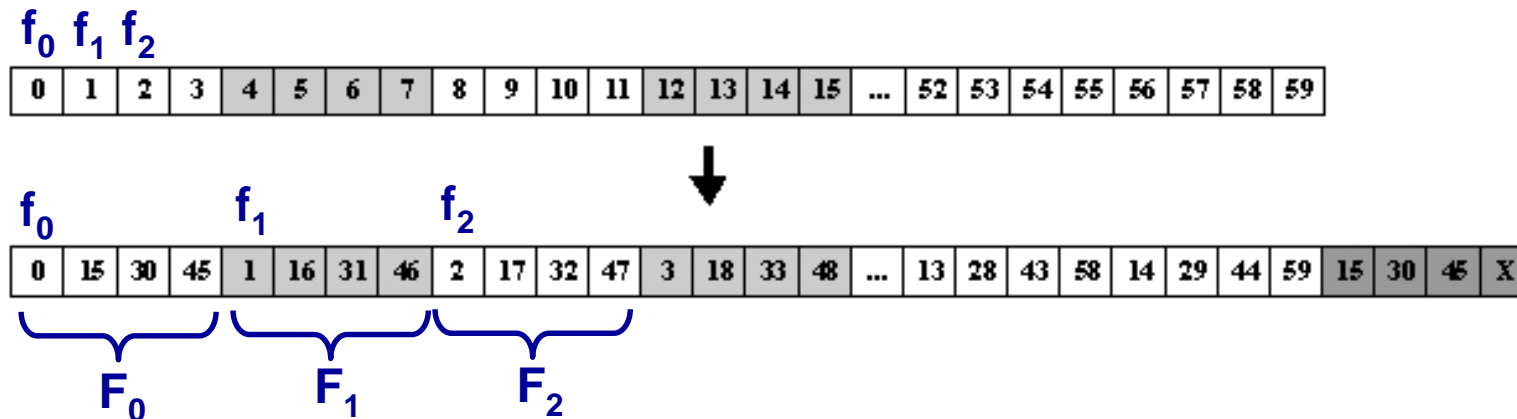 f0 f1 f2
0 1 2 3 4 5 6 7 8 9 10 11 12 13 14 15 ... 52 53 54 55 56 57 58 59
f0 f1 f2
0 15 30 45 1 16 31 46 2 17 32 47 3 18 33 48 ... 13 28 43 58 14 29 44 59 15 30 45 X
F0 F1 F2